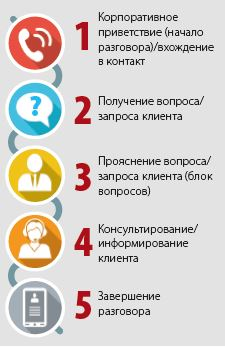 1
Корпоративное
приветствие (начало
разговора)/вхождение
в контакт
?
2
Получение вопроса/
запроса клиента
3
Прояснение вопроса/
запроса клиента (блок
вопросов)
4
Консультирование/
информирование
клиента
5
Завершение
разговора